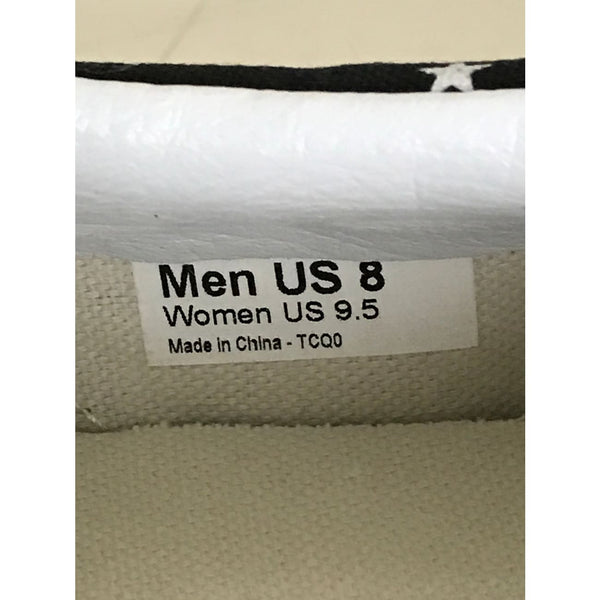 Men US 8
Women US 9.5
Made in China - TCQ0